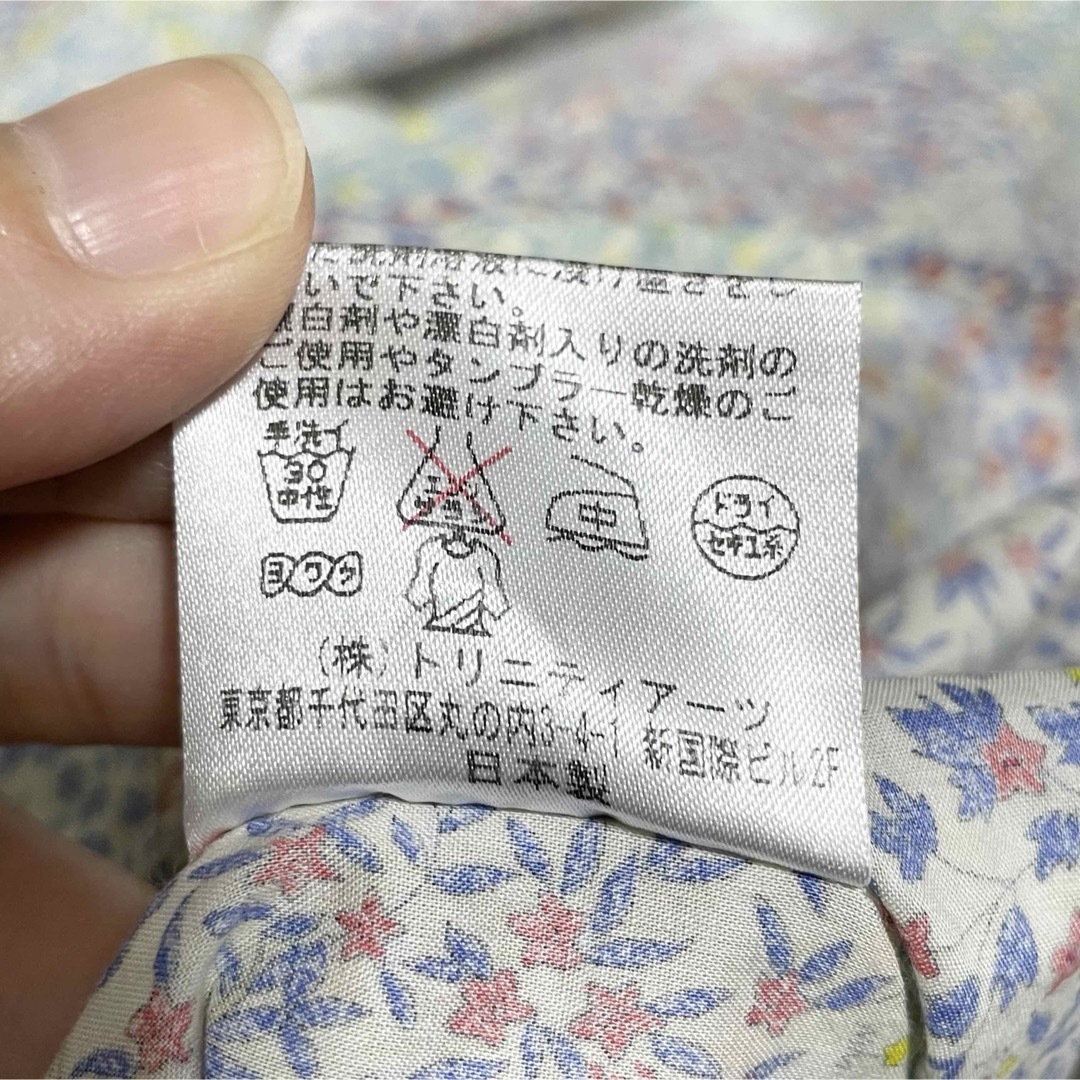 いで下さい。
白剤や漂白剤入りの洗剤の
ご使用やタンブラー乾燥のご
使用はお避け下さい。
手洗イ
30
中性
中
ドライ
セキユ系
ヨワク
(株)トリニティアーツ
東京都千代田区丸の内3-4-1 新国際ビル2F
日本製